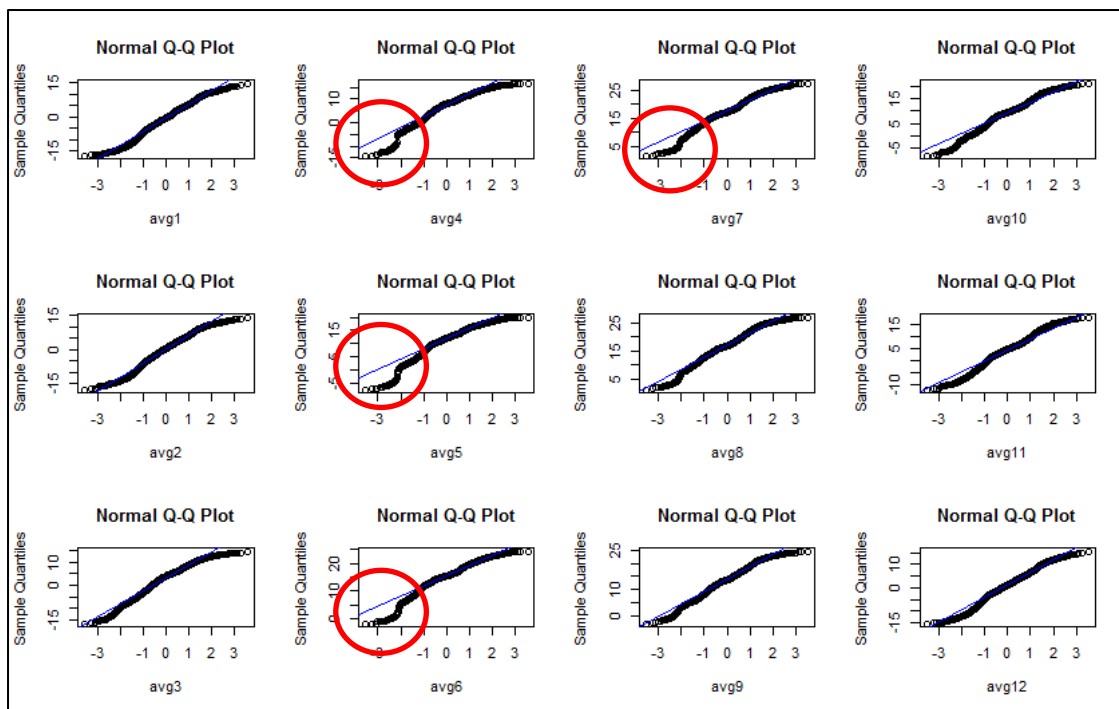 Normal Q-Q Plot
Sample Quantiles
-15 0 15
-3 -1 0 1 2 3
avg1
Normal Q-Q Plot
Sample Quantiles
-15 0 10
-3 -1 0 1 2 3
avg4
Normal Q-Q Plot
Sample Quantiles
5 15 25
-3 -1 0 1 2 3
avg7
Normal Q-Q Plot
Sample Quantiles
-5 5 15
-3 -1 0 1 2 3
avg10
Normal Q-Q Plot
Sample Quantiles
-15 0 15
-3 -1 0 1 2 3
avg2
Normal Q-Q Plot
Sample Quantiles
-5 5 15
-3 -1 0 1 2 3
avg5
Normal Q-Q Plot
Sample Quantiles
5 15 25
-3 -1 0 1 2 3
avg8
Normal Q-Q Plot
Sample Quantiles
-10 0 5 15
-3 -1 0 1 2 3
avg11
Normal Q-Q Plot
Sample Quantiles
-15 0 10
-3 -1 0 1 2 3
avg3
Normal Q-Q Plot
Sample Quantiles
0 10 20
-3 -1 0 1 2 3
avg6
Normal Q-Q Plot
Sample Quantiles
0 10 25
-3 -1 0 1 2 3
avg9
Normal Q-Q Plot
Sample Quantiles
-15 0 10
-3 -1 0 1 2 3
avg12